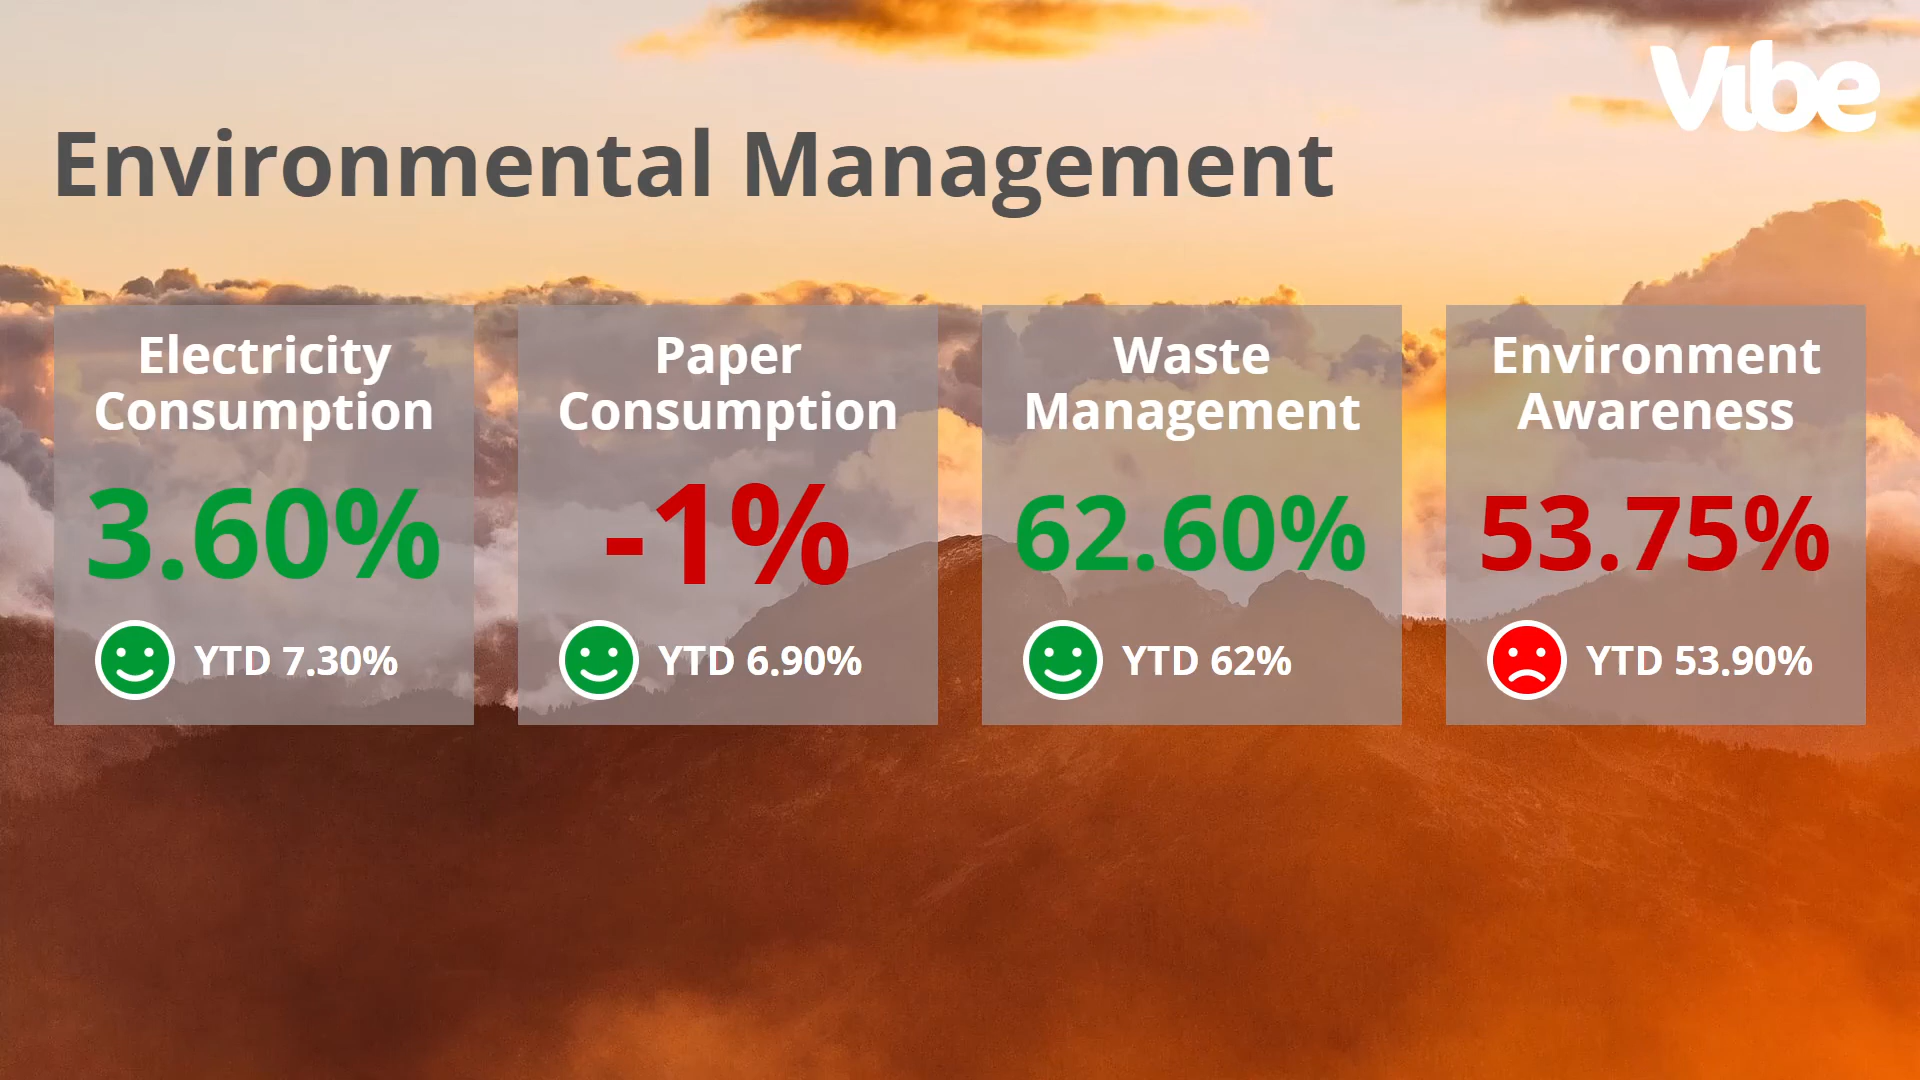 Vibe
Environmental Management
Electricity
Consumption
3.60%
YTD 7.30%
Paper
Consumption
-1%
YTD 6.90%
Waste
Management
62.60%
YTD 62%
Environment
Awareness
53.75%
YTD 53.90%